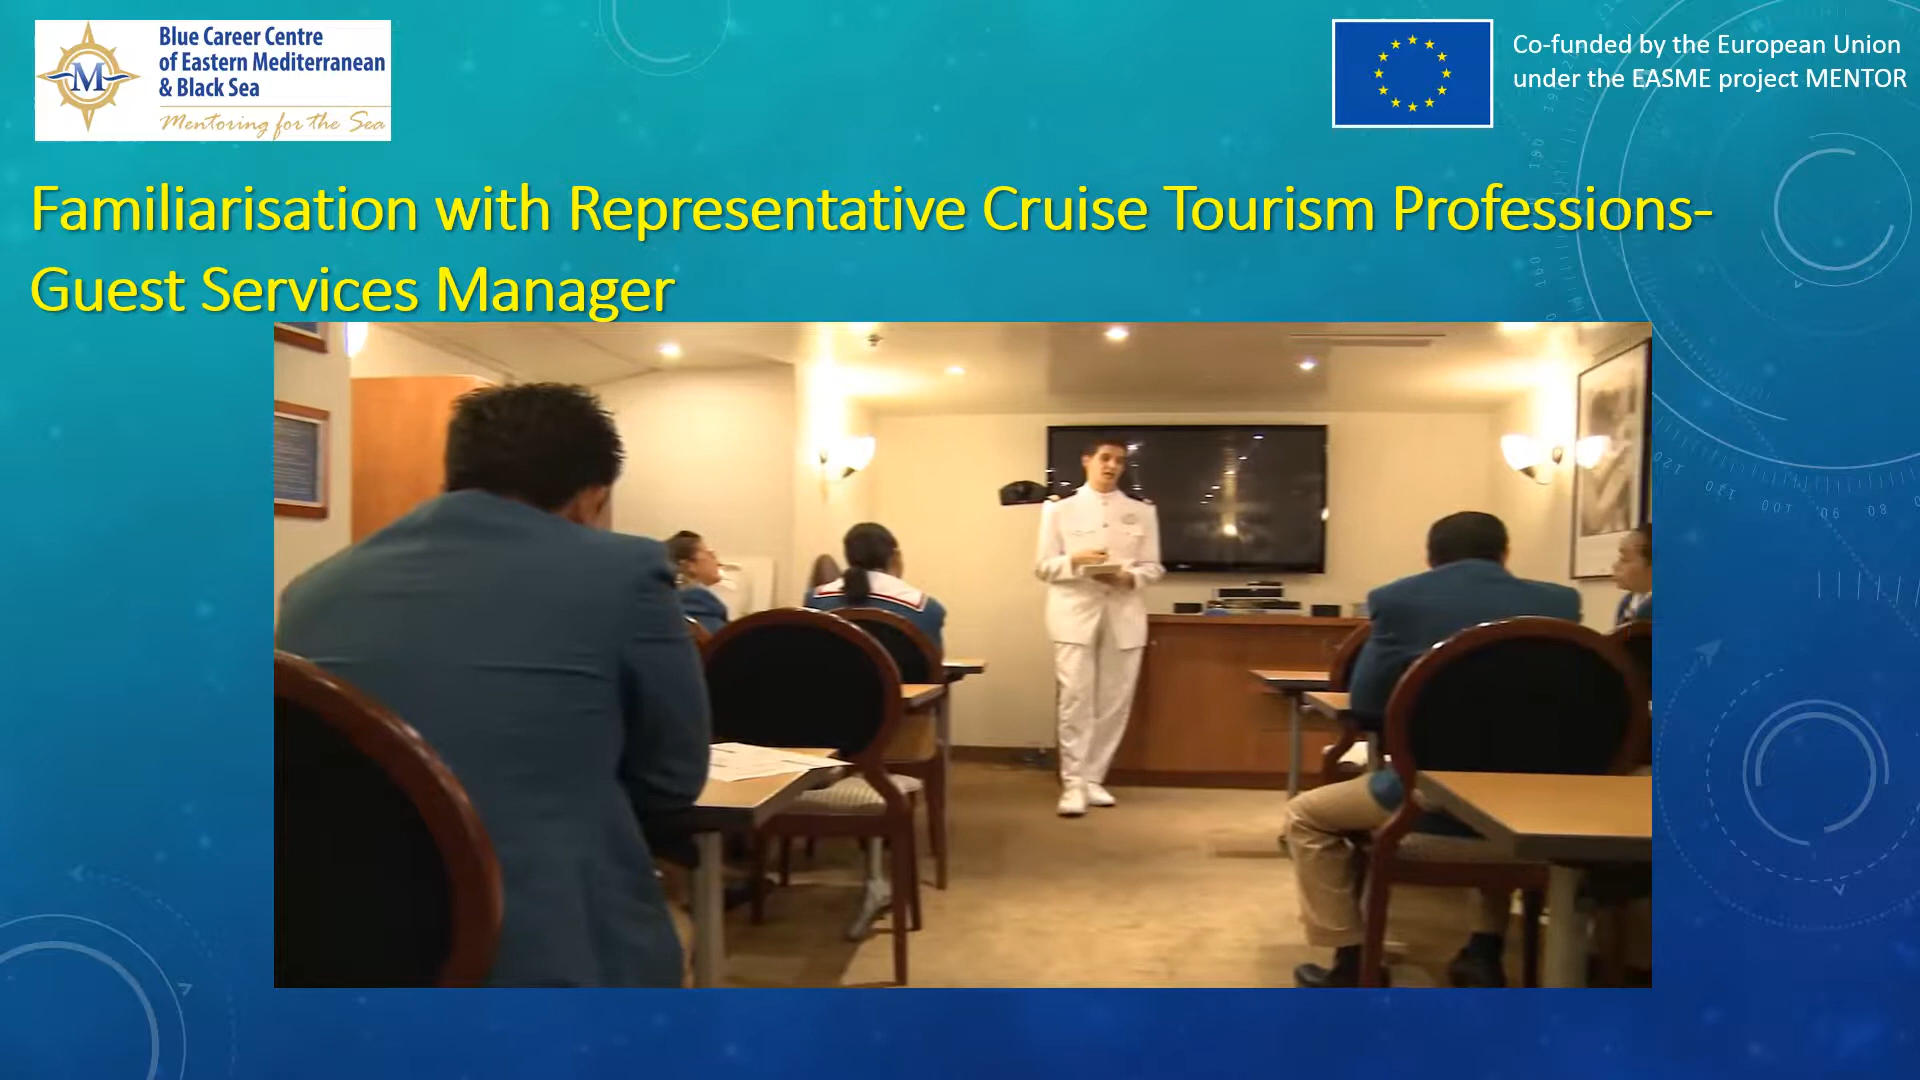 Blue Career Centre
of Eastern Mediterranean
& Black Sea
Mentoring for the Sea
M
Co-funded by the European Union
under the EASME project MENTOR
Familiarisation with Representative Cruise Tourism Professions-
Guest Services Manager